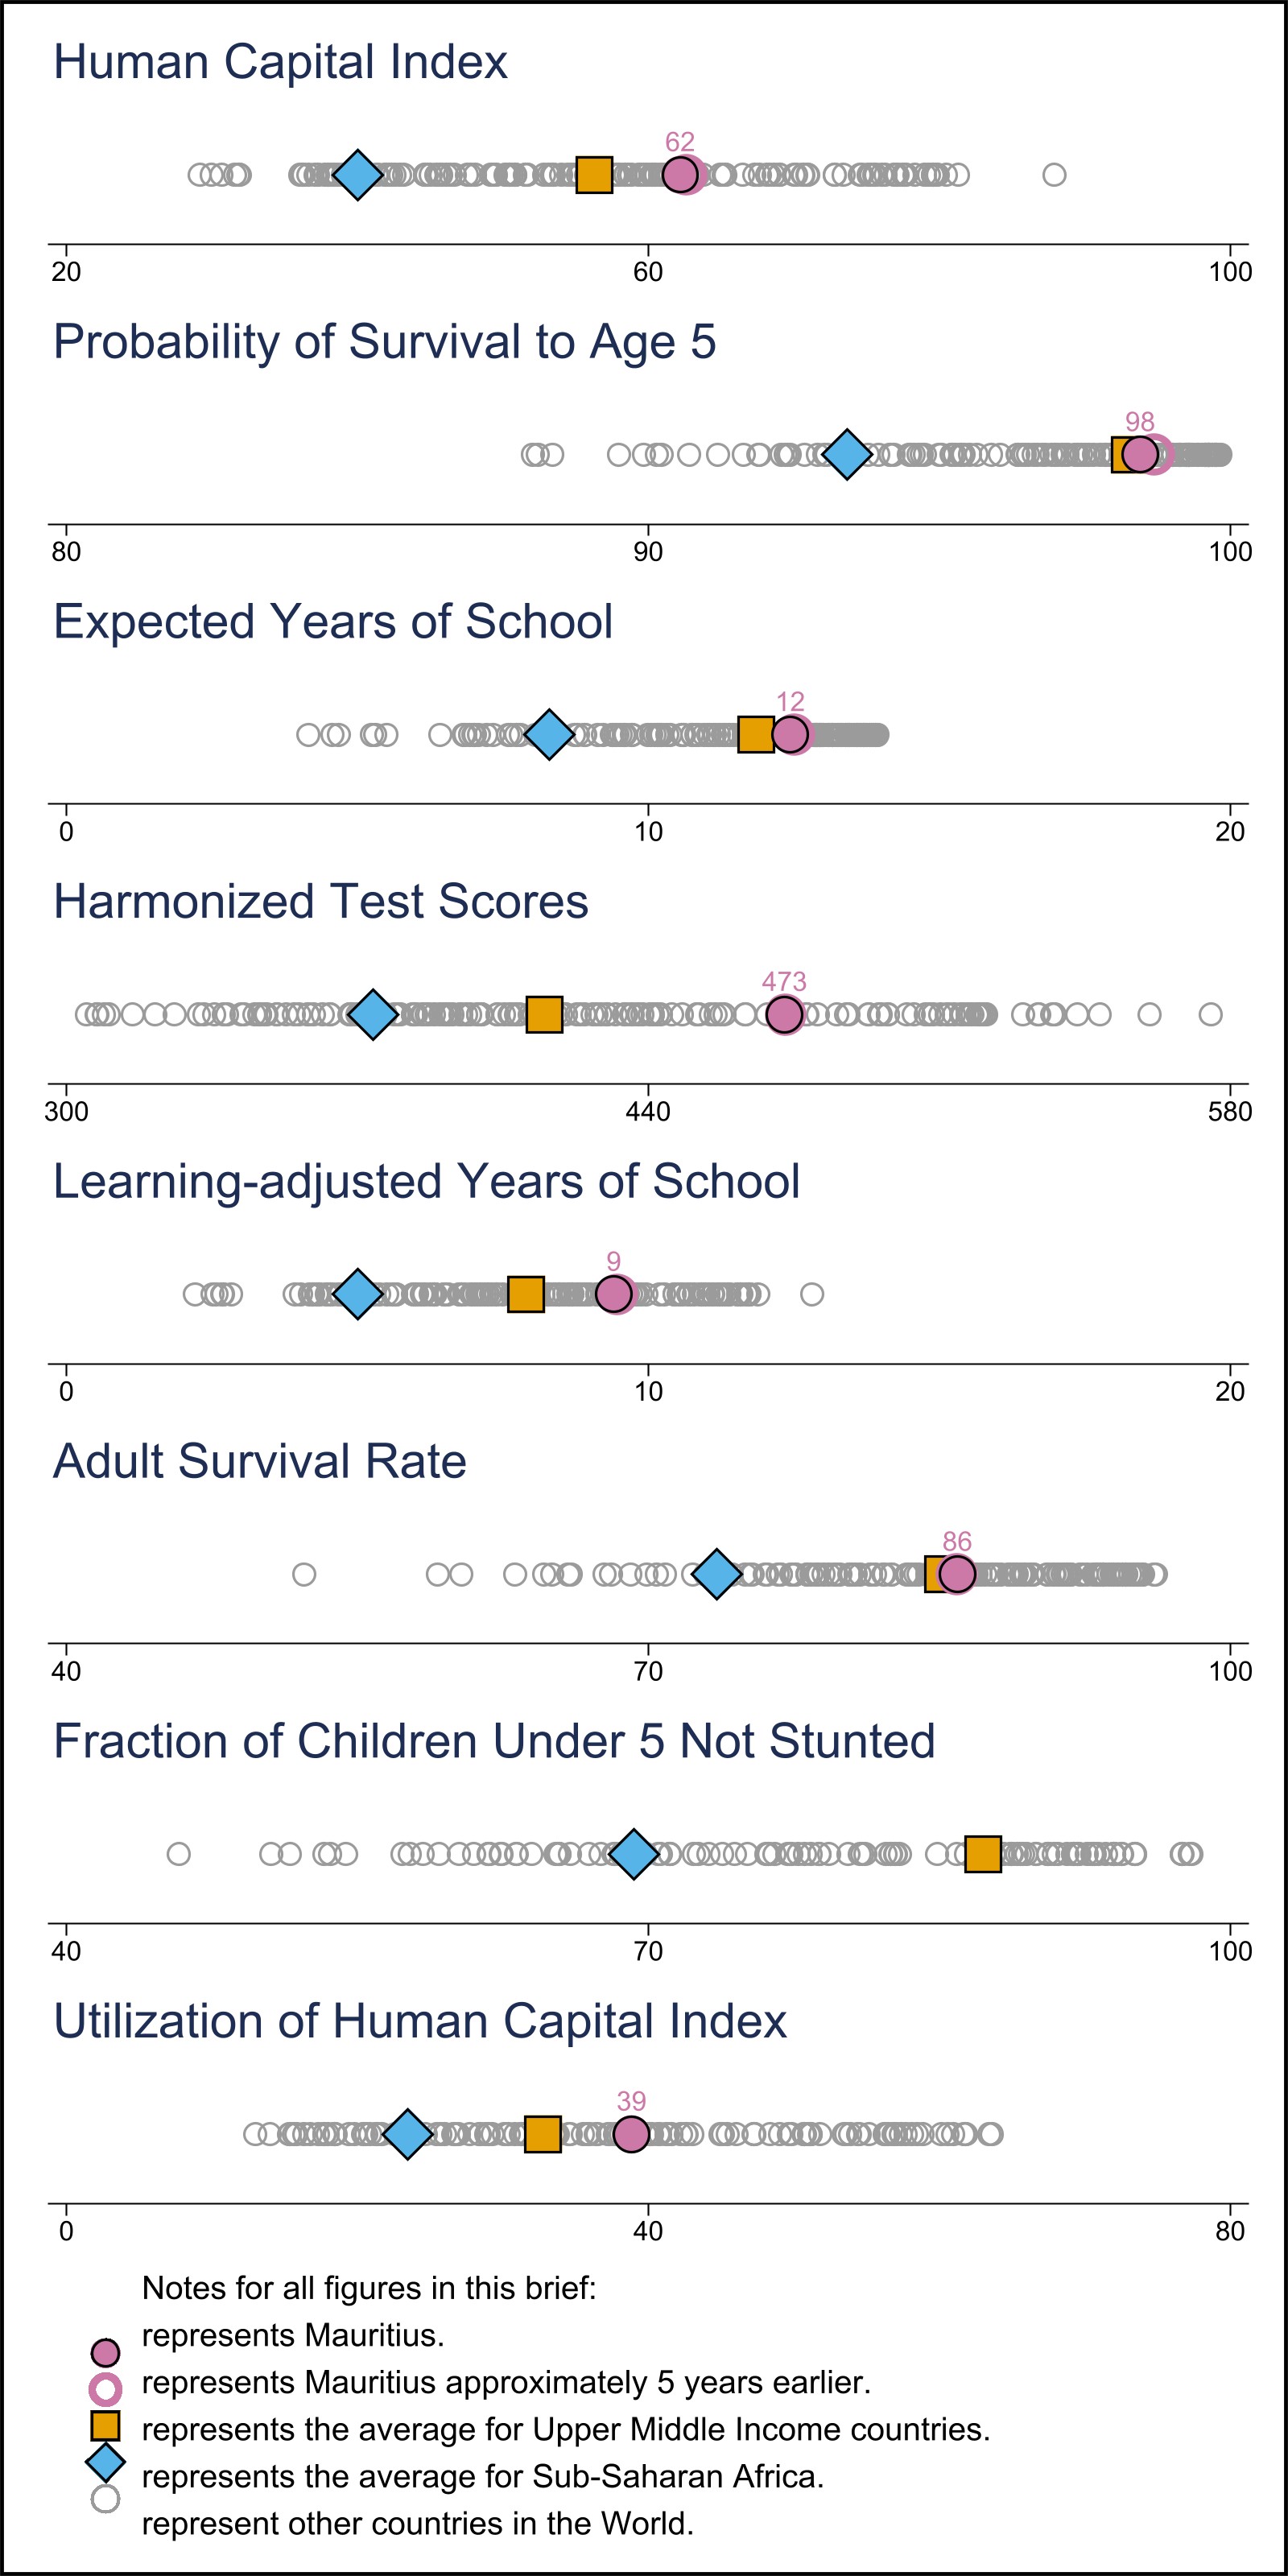 Human Capital Index
62
20 60 100
Probability of Survival to Age 5
98
80 90 100
Expected Years of School
12
0 10 20
Harmonized Test Scores
473
300 440 580
Learning-adjusted Years of School
9
0 10 20
Adult Survival Rate
86
40 70 100
Fraction of Children Under 5 Not Stunted
40 70 100
Utilization of Human Capital Index
39
0 40 80
Notes for all figures in this brief:
represents Mauritius.
represents Mauritius approximately 5 years earlier.
represents the average for Upper Middle Income countries.
represents the average for Sub-Saharan Africa.
represent other countries in the World.